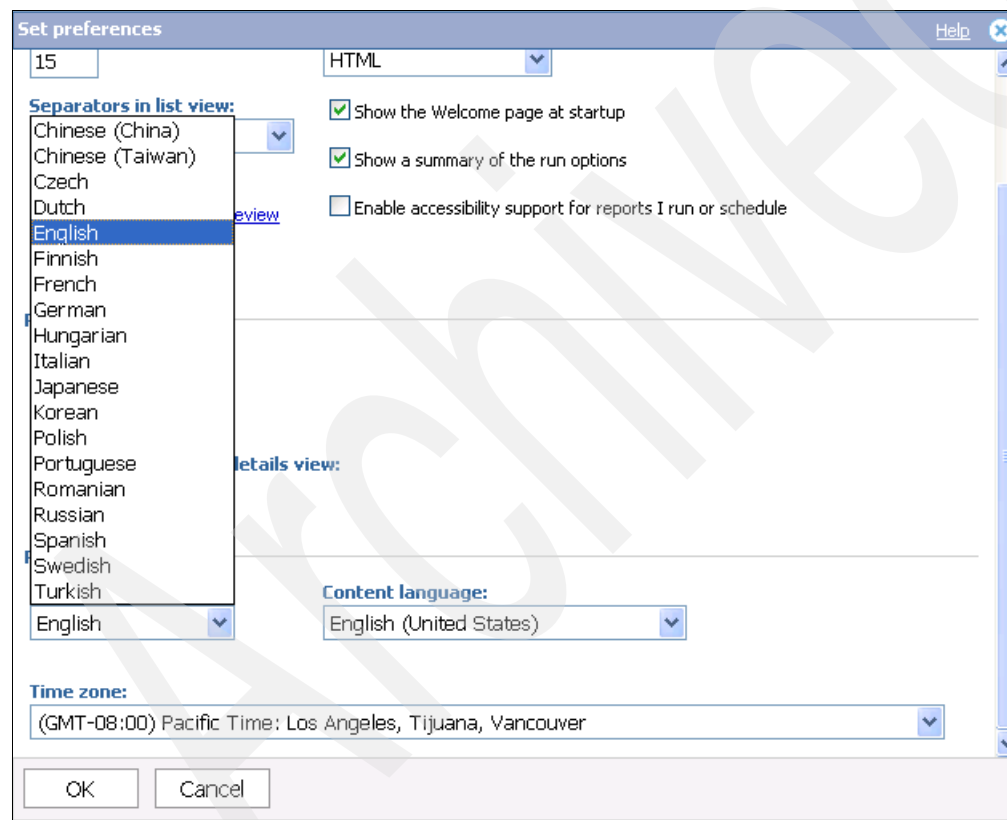 Set preferences
Help
15
HTML
Separators in list view:
Show the Welcome page at startup
Show a summary of the run options
Enable accessibility support for reports I run or schedule
Chinese (China)
Chinese (Taiwan)
Czech
Dutch
eview
English
Finnish
French
German
Hungarian
Italian
Japanese
Korean
Polish
Portuguese
details view:
Romanian
Russian
Spanish
Swedish
Turkish
Content language:
English
English (United States)
Time zone:
(GMT-08:00) Pacific Time: Los Angeles, Tijuana, Vancouver
OK
Cancel